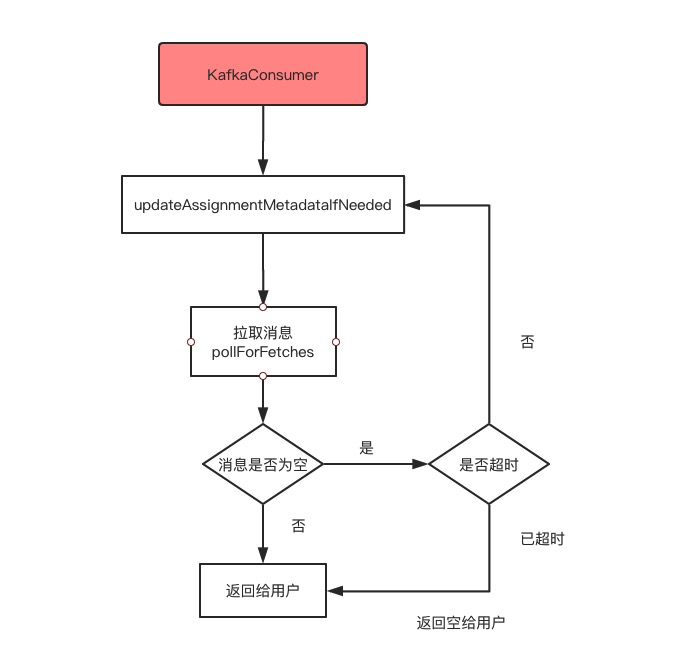 KafkaConsumer
updateAssignmentMetadataIfNeeded
拉取消息
pollForFetches
否
消息是否为空
是
是否超时
否
已超时
返回给用户
返回空给用户